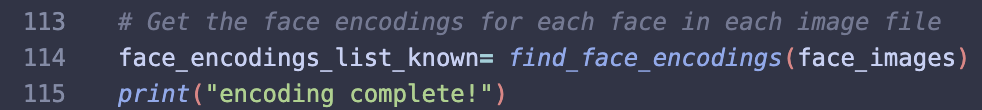 113 # Get the face encodings for each face in each image file
114 face_encodings_list_known= find_face_encodings(face_images)
115 print("encoding complete!")